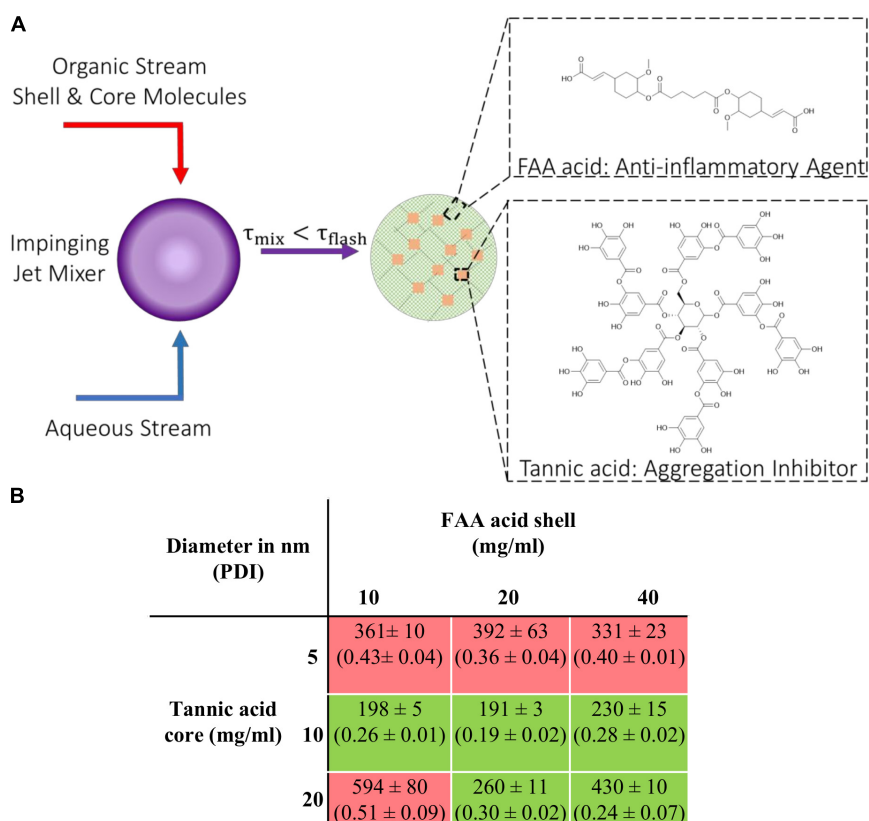 A
Organic Stream
Shell & Core Molecules
Impinging
Jet Mixer
τmix < τflash
Aqueous Stream
FAA acid: Anti-inflammatory Agent
Tannic acid: Aggregation Inhibitor
B
Diameter in nm
(PDI)
FAA acid shell
(mg/ml)
10 20 40
Tannic acid
core (mg/ml)
5
361± 10 392 ± 63 331 ± 23
(0.43± 0.04) (0.36 ± 0.04) (0.40 ± 0.01)
10
198 ± 5 191 ± 3 230 ± 15
(0.26 ± 0.01) (0.19 ± 0.02) (0.28 ± 0.02)
20
594 ± 80 260 ± 11 430 ± 10
(0.51 ± 0.09) (0.30 ± 0.02) (0.24 ± 0.07)